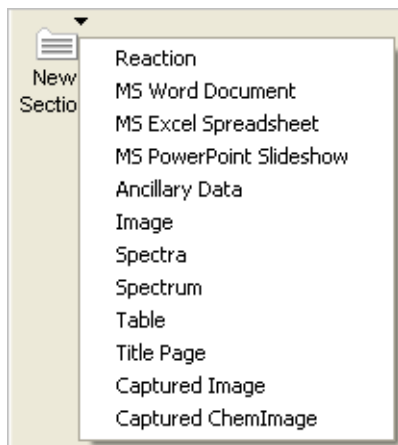 New
Sectio
Reaction
MS Word Document
MS Excel Spreadsheet
MS PowerPoint Slideshow
Ancillary Data
Image
Spectra
Spectrum
Table
Title Page
Captured Image
Captured ChemImage